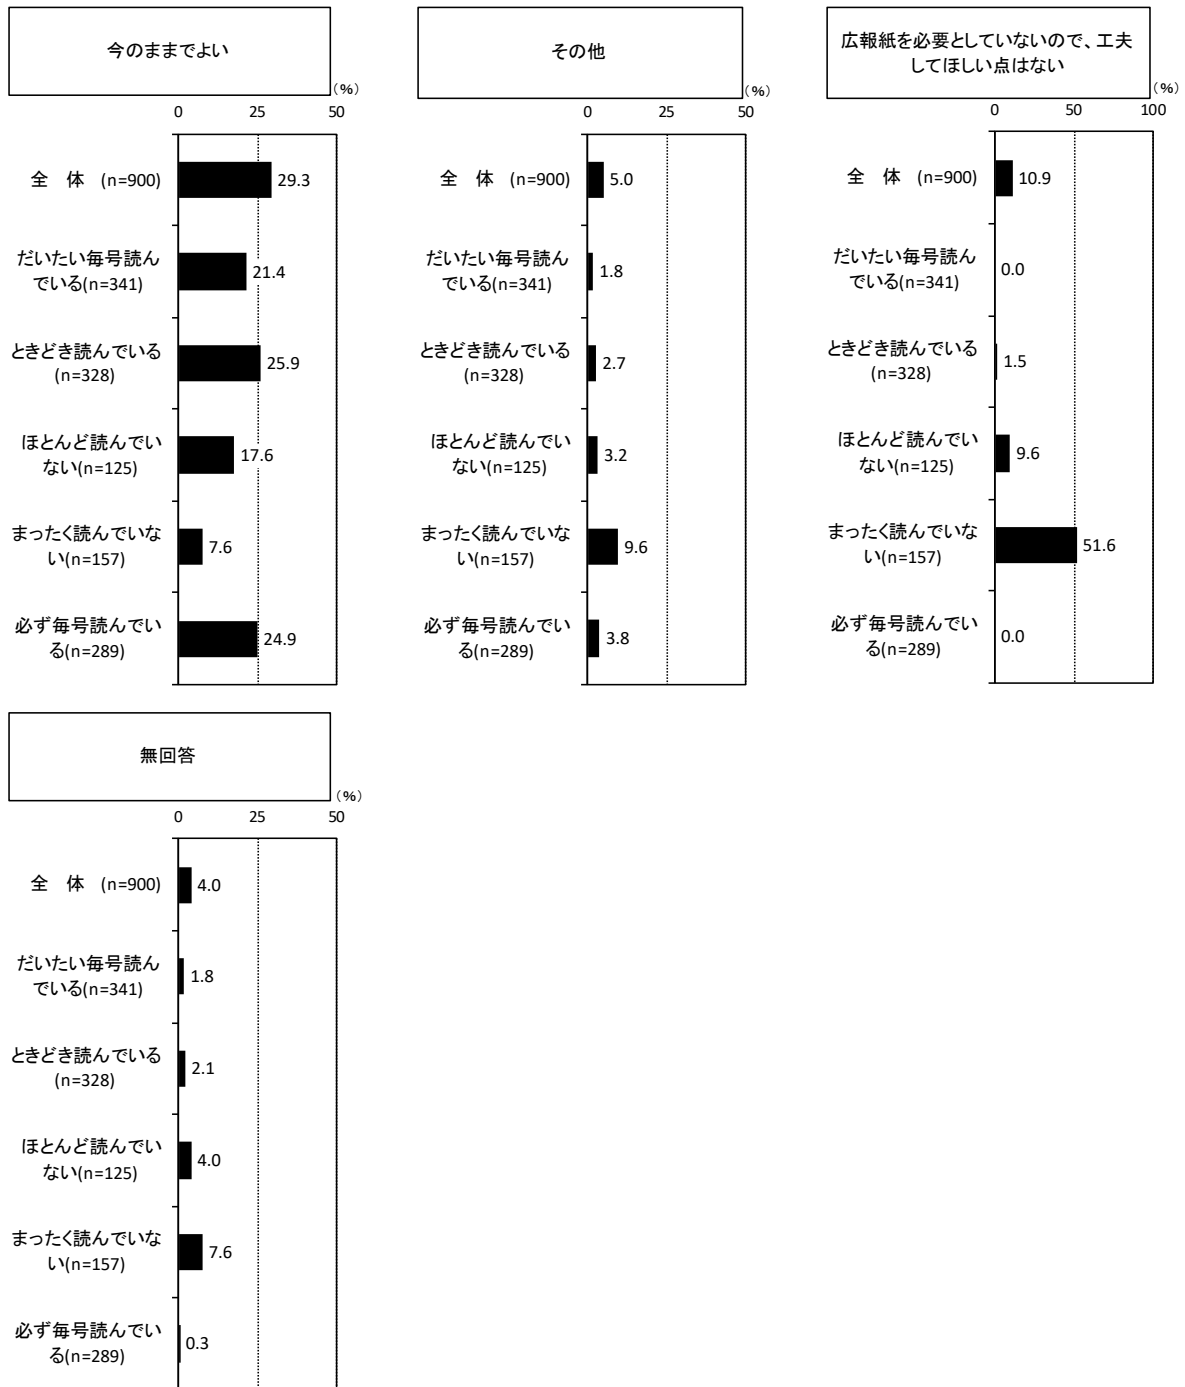 今のままでよい
（%）
0 25 50
全　体　(n=900) 29.3
だいたい毎号読ん
でいる(n=341) 21.4
ときどき読んでいる
(n=328) 25.9
ほとんど読んでい
ない(n=125) 17.6
まったく読んでいな
い(n=157) 7.6
必ず毎号読んでい
る(n=289) 24.9
その他
（%）
0 25 50
全　体　(n=900) 5.0
だいたい毎号読ん
でいる(n=341) 1.8
ときどき読んでいる
(n=328) 2.7
ほとんど読んでい
ない(n=125) 3.2
まったく読んでいな
い(n=157) 9.6
必ず毎号読んでい
る(n=289) 3.8
広報紙を必要としていないので、工夫
してほしい点はない
（%）
0 50 100
全　体　(n=900) 10.9
だいたい毎号読ん
でいる(n=341) 0.0
ときどき読んでいる
(n=328) 1.5
ほとんど読んでい
ない(n=125) 9.6
まったく読んでいな
い(n=157) 51.6
必ず毎号読んでい
る(n=289) 0.0
無回答
（%）
0 25 50
全　体　(n=900) 4.0
だいたい毎号読ん
でいる(n=341) 1.8
ときどき読んでいる
(n=328) 2.1
ほとんど読んでい
ない(n=125) 4.0
まったく読んでいな
い(n=157) 7.6
必ず毎号読んでい
る(n=289) 0.3